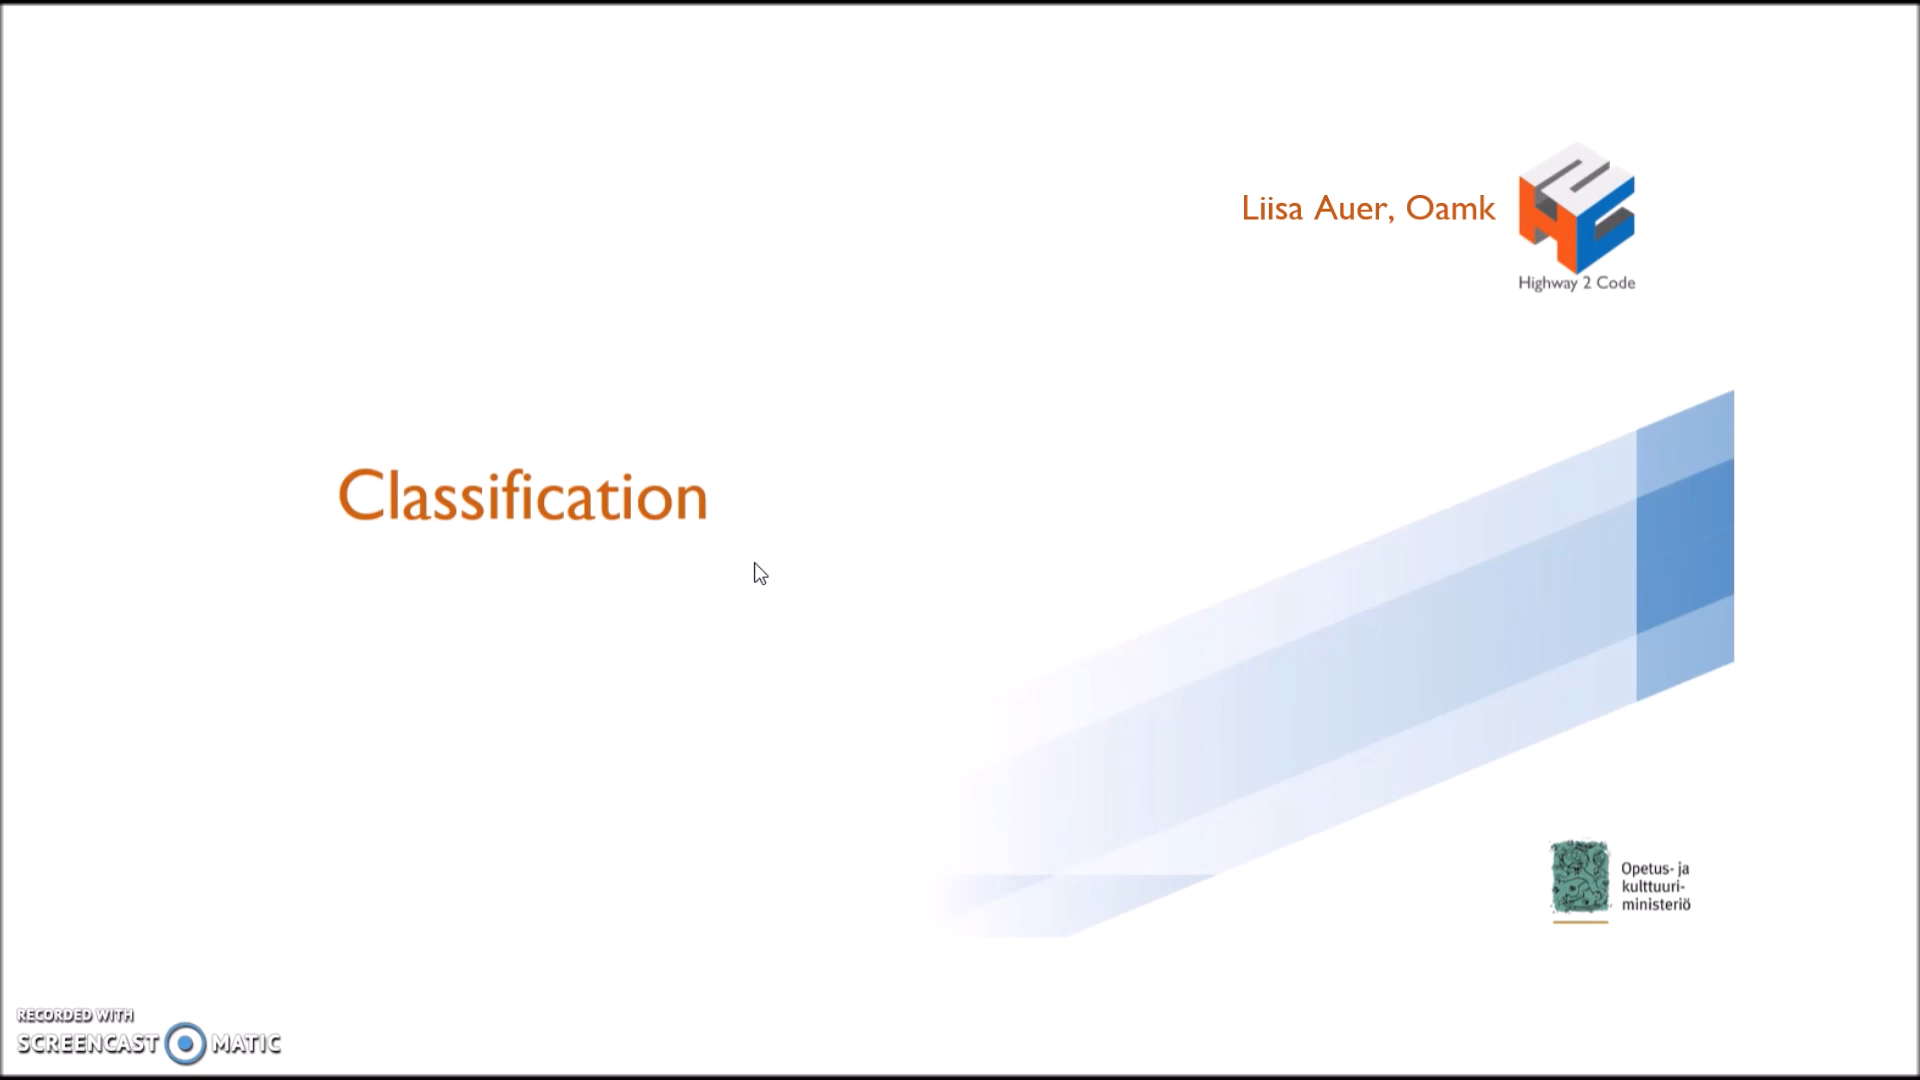 Liisa Auer, Oamk
Highway 2 Code
Classification
Opetus- ja
kulttuuri-
ministeriö
RECORDED WITH
SCREENCAST MATIC